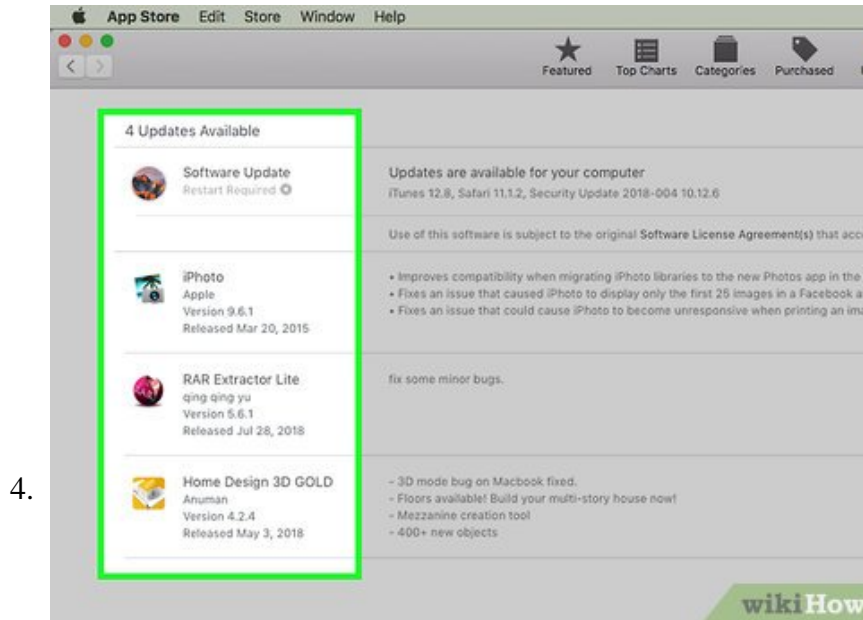 App Store Edit Store Window Help
Featured Top Charts Categories Purchased
4 Updates Available
Software Update
Restart Required
Updates are available for your computer
iTunes 12.8, Safari 11.1.2, Security Update 2018-004 10.12.6
Use of this software is subject to the original Software License Agreement(s) that
iPhoto
Apple
Version 9.6.1
Released Mar 20, 2015
• Improves compatibility when migrating iPhoto libraries to the new Photos app in the
• Fixes an issue that caused iPhoto to display only the first 25 images in a Facebook
• Fixes an issue that could cause iPhoto to become unresponsive when printing an
RAR Extractor Lite
qing qing yu
Version 5.6.1
Released Jul 28, 2018
fix some minor bugs.
4.
Home Design 3D GOLD
Anuman
Version 4.2.4
Released May 3, 2018
- 3D mode bug on Macbook fixed.
- Floors available! Build your multi-story house now!
- Mezzanine creation tool
- 400+ new objects
wikiHow